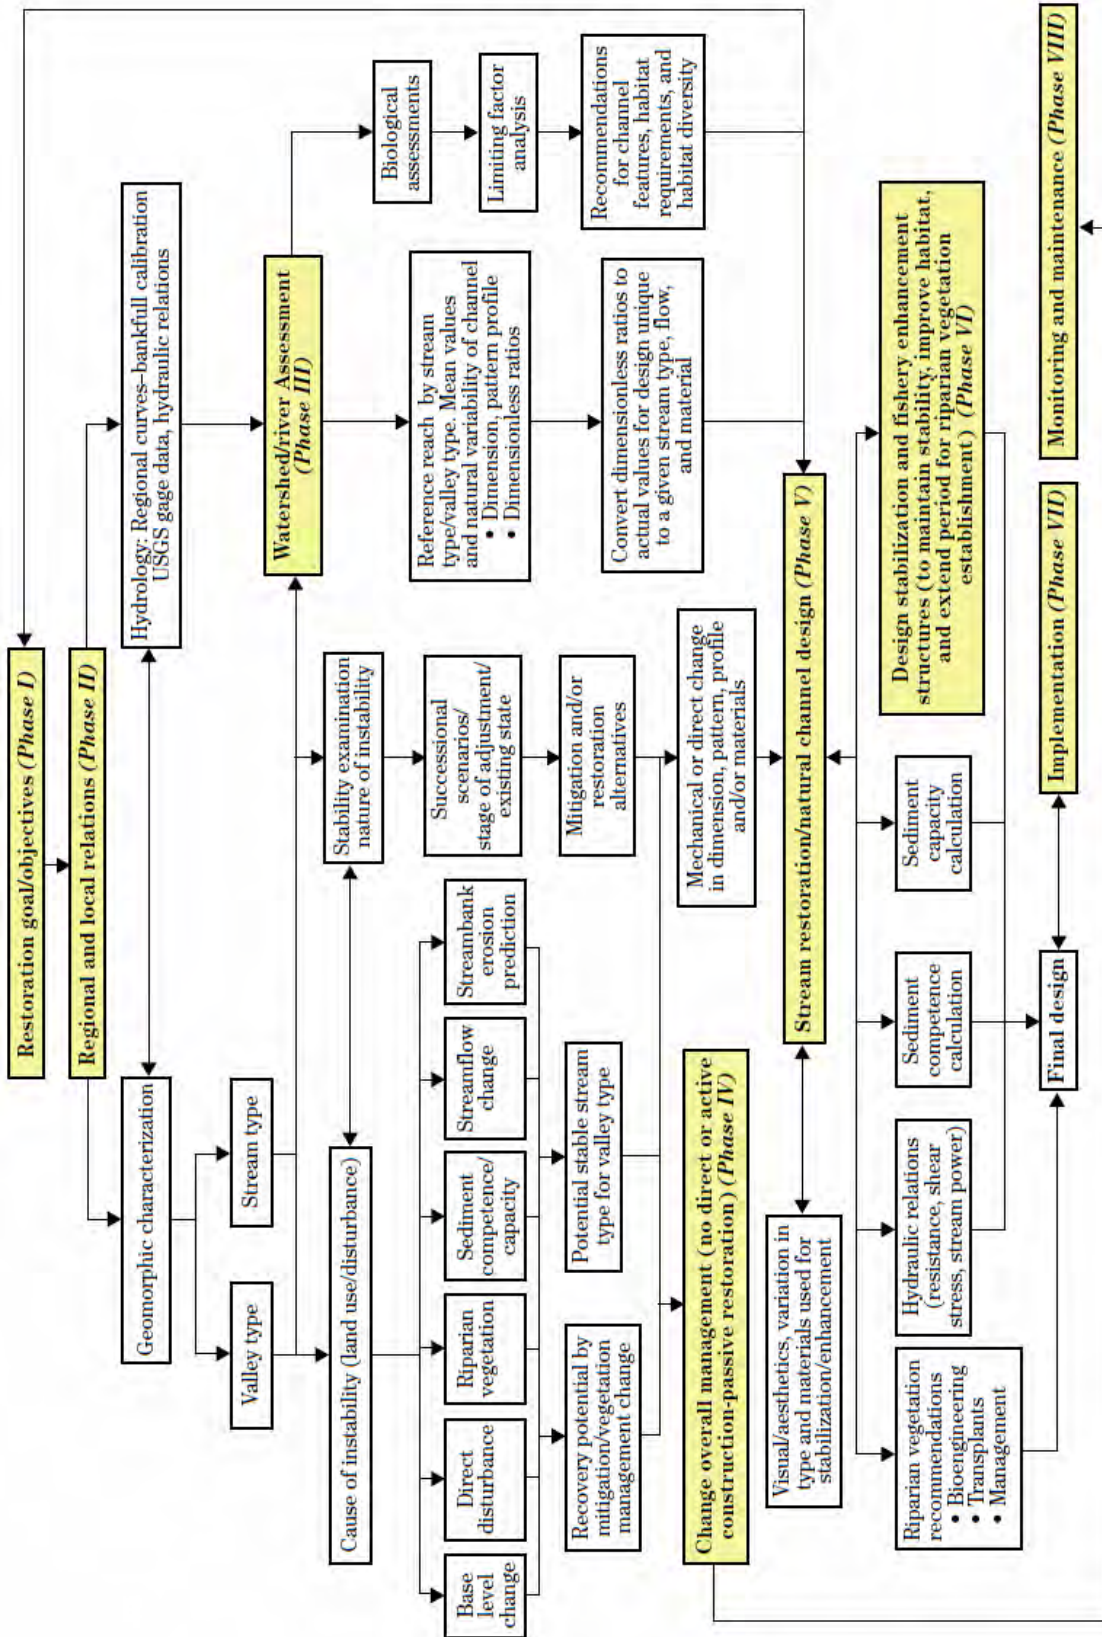 Restoration goal/objectives (Phase I)
Regional and local relations (Phase II)
Geomorphic characterization
Hydrology: Regional curves–bankfull calibration
USGS gage data, hydraulic relations
Valley type
Stream type
Watershed/river Assessment
(Phase III)
Cause of instability (land use/disturbance)
Stability examination
nature of instability
Biological
assessments
Base
level
change
Direct
disturbance
Riparian
vegetation
Sediment
competence/
capacity
Streamflow
change
Streambank
erosion
prediction
Successional
scenarios/
stage of adjustment/
existing state
Reference reach by stream
type/valley type. Mean values
and natural variability of channel
• Dimension, pattern profile
• Dimensionless ratios
Limiting factor
analysis
Recovery potential by
mitigation/vegetation
management change
Potential stable stream
type for valley type
Mitigation and/or
restoration
alternatives
Convert dimensionless ratios to
actual values for design unique
to a given stream type, flow,
and material
Recommendations
for channel
features, habitat
requirements, and
habitat diversity
Change overall management (no direct or active
construction-passive restoration) (Phase IV)
Mechanical or direct change
in dimension, pattern, profile
and/or materials
Visual/aesthetics, variation in
type and materials used for
stabilization/enhancement
Stream restoration/natural channel design (Phase V)
Riparian vegetation
recommendations
• Bioengineering
• Transplants
• Management
Hydraulic relations
(resistance, shear
stress, stream power)
Sediment
competence
calculation
Sediment
capacity
calculation
Design stabilization and fishery enhancement
structures (to maintain stability, improve habitat,
and extend period for riparian vegetation
establishment) (Phase VI)
Final design
Implementation (Phase VII)
Monitoring and maintenance (Phase VIII)